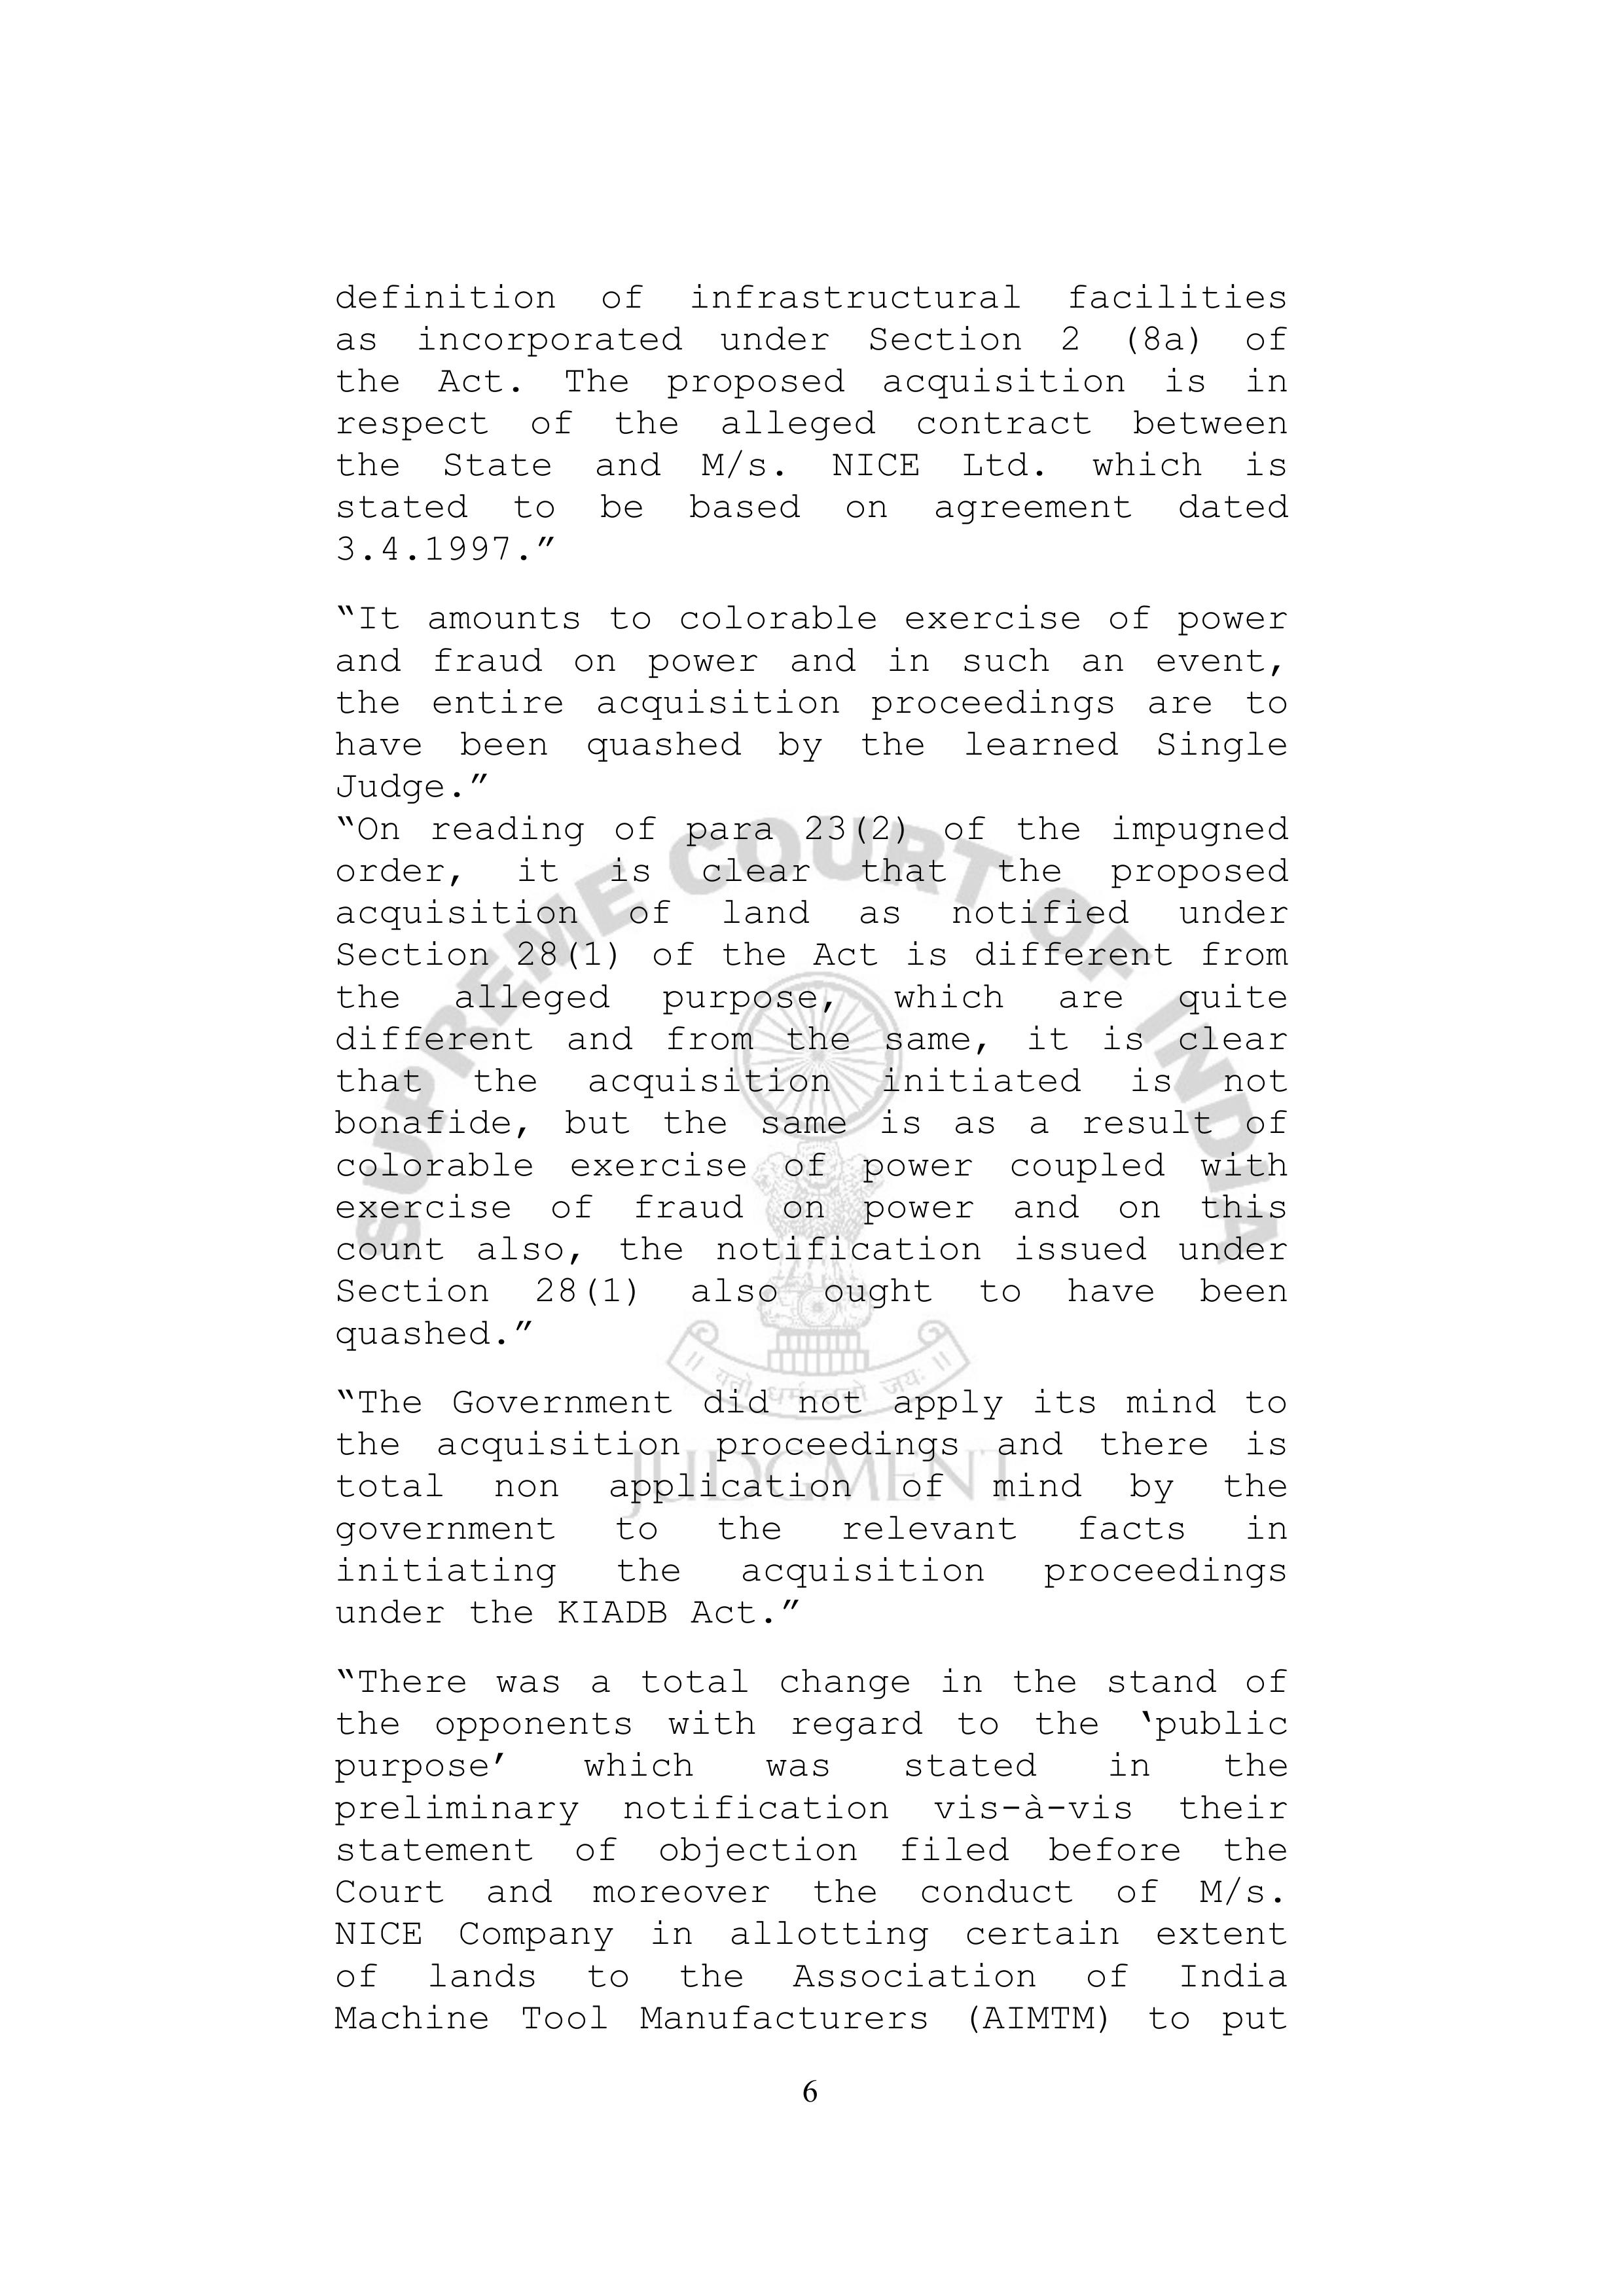 definition of infrastructural facilities
as incorporated under Section 2 (8a) of
the Act. The proposed acquisition is in
respect of the alleged contract between
the State and M/s. NICE Ltd. which is
stated to be based on agreement dated
3.4.1997.”
“It amounts to colorable exercise of power
and fraud on power and in such an event,
the entire acquisition proceedings are to
have been quashed by the learned Single
Judge.”
“On reading of para 23(2) of the impugned
order, it is clear that the proposed
acquisition of land as notified under
Section 28(1) of the Act is different from
the alleged purpose, which are quite
different and from the same, it is clear
that the acquisition initiated is not
bonafide, but the same is as a result of
colorable exercise of power coupled with
exercise of fraud on power and on this
count also, the notification issued under
Section 28(1) also ought to have been
quashed.”
“The Government did not apply its mind to
the acquisition proceedings and there is
total non application of mind by the
government to the relevant facts in
initiating the acquisition proceedings
under the KIADB Act.”
“There was a total change in the stand of
the opponents with regard to the ‘public
purpose’ which was stated in the
preliminary notification vis-à-vis their
statement of objection filed before the
Court and moreover the conduct of M/s.
NICE Company in allotting certain extent
of lands to the Association of India
Machine Tool Manufacturers (AIMTM) to put
6
SUPREME COURT OF INDIA
॥ यतो धर्मस्ततो जयः ॥
JUDGMENT